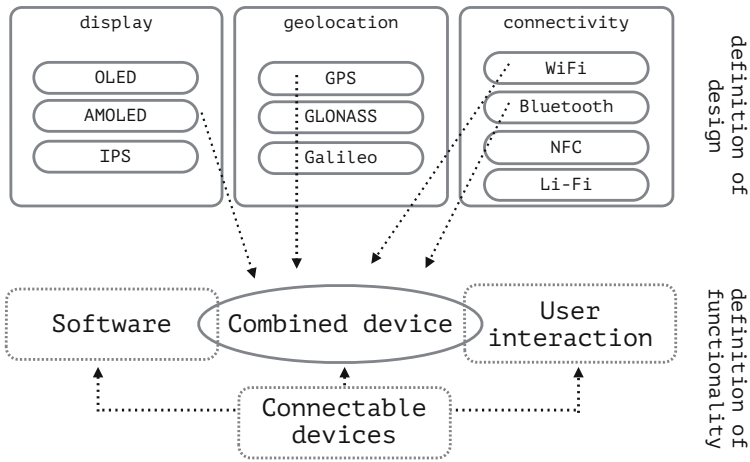 display
OLED
AMOLED
IPS
geolocation
GPS
GLONASS
Galileo
connectivity
WiFi
Bluetooth
NFC
Li-Fi
definition of
design
Software
Combined device
User
interaction
Connectable
devices
definition of
functionality